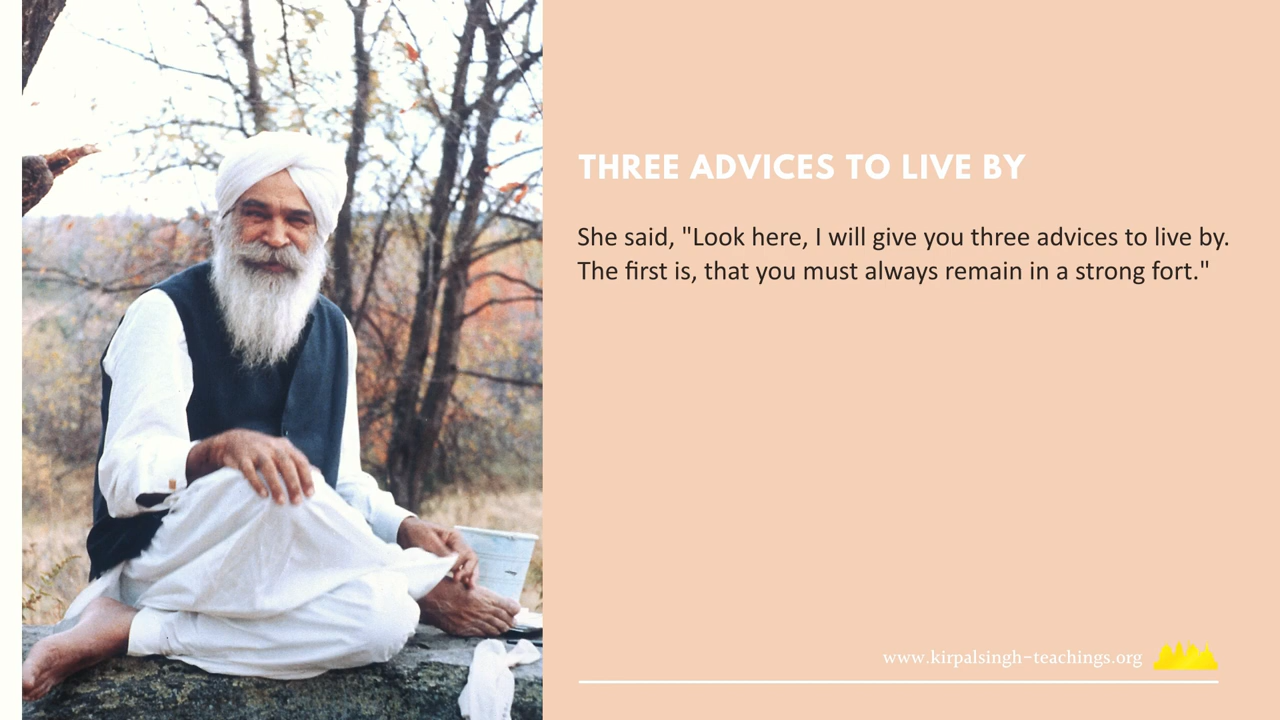 THREE ADVICES TO LIVE BY
She said, "Look here, I will give you three advices to live by.
The first is, that you must always remain in a strong fort."
www.kirpalsingh-teachings.org